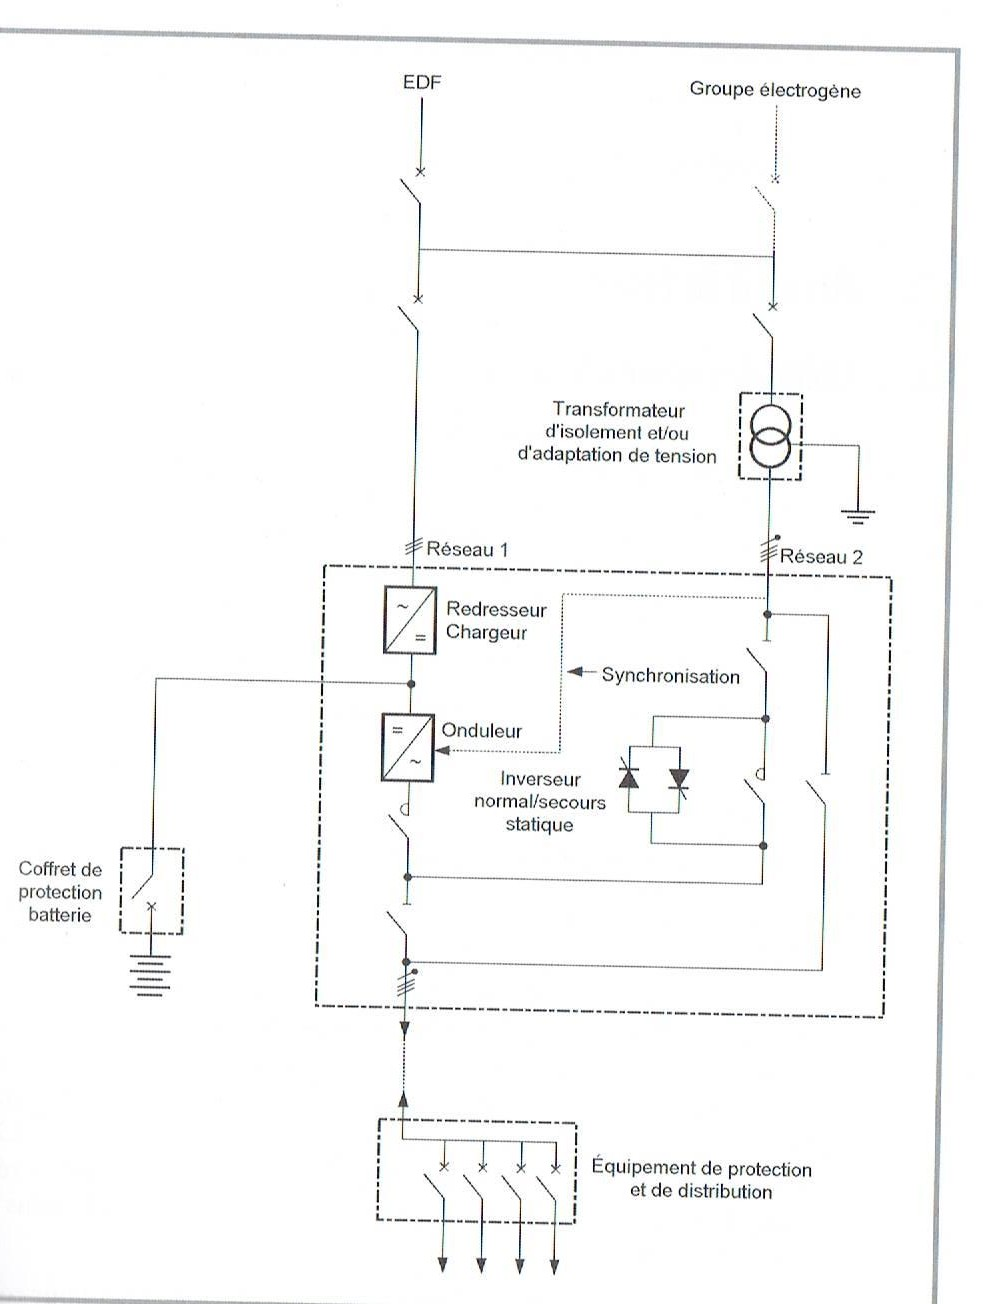 EDF
Groupe électrogène
Transformateur
d'isolement et/ou
d'adaptation de tension
Réseau 1
Réseau 2
Redresseur
Chargeur
Synchronisation
Onduleur
Inverseur
normal/secours
statique
Coffret de
protection
batterie
Équipement de protection
et de distribution